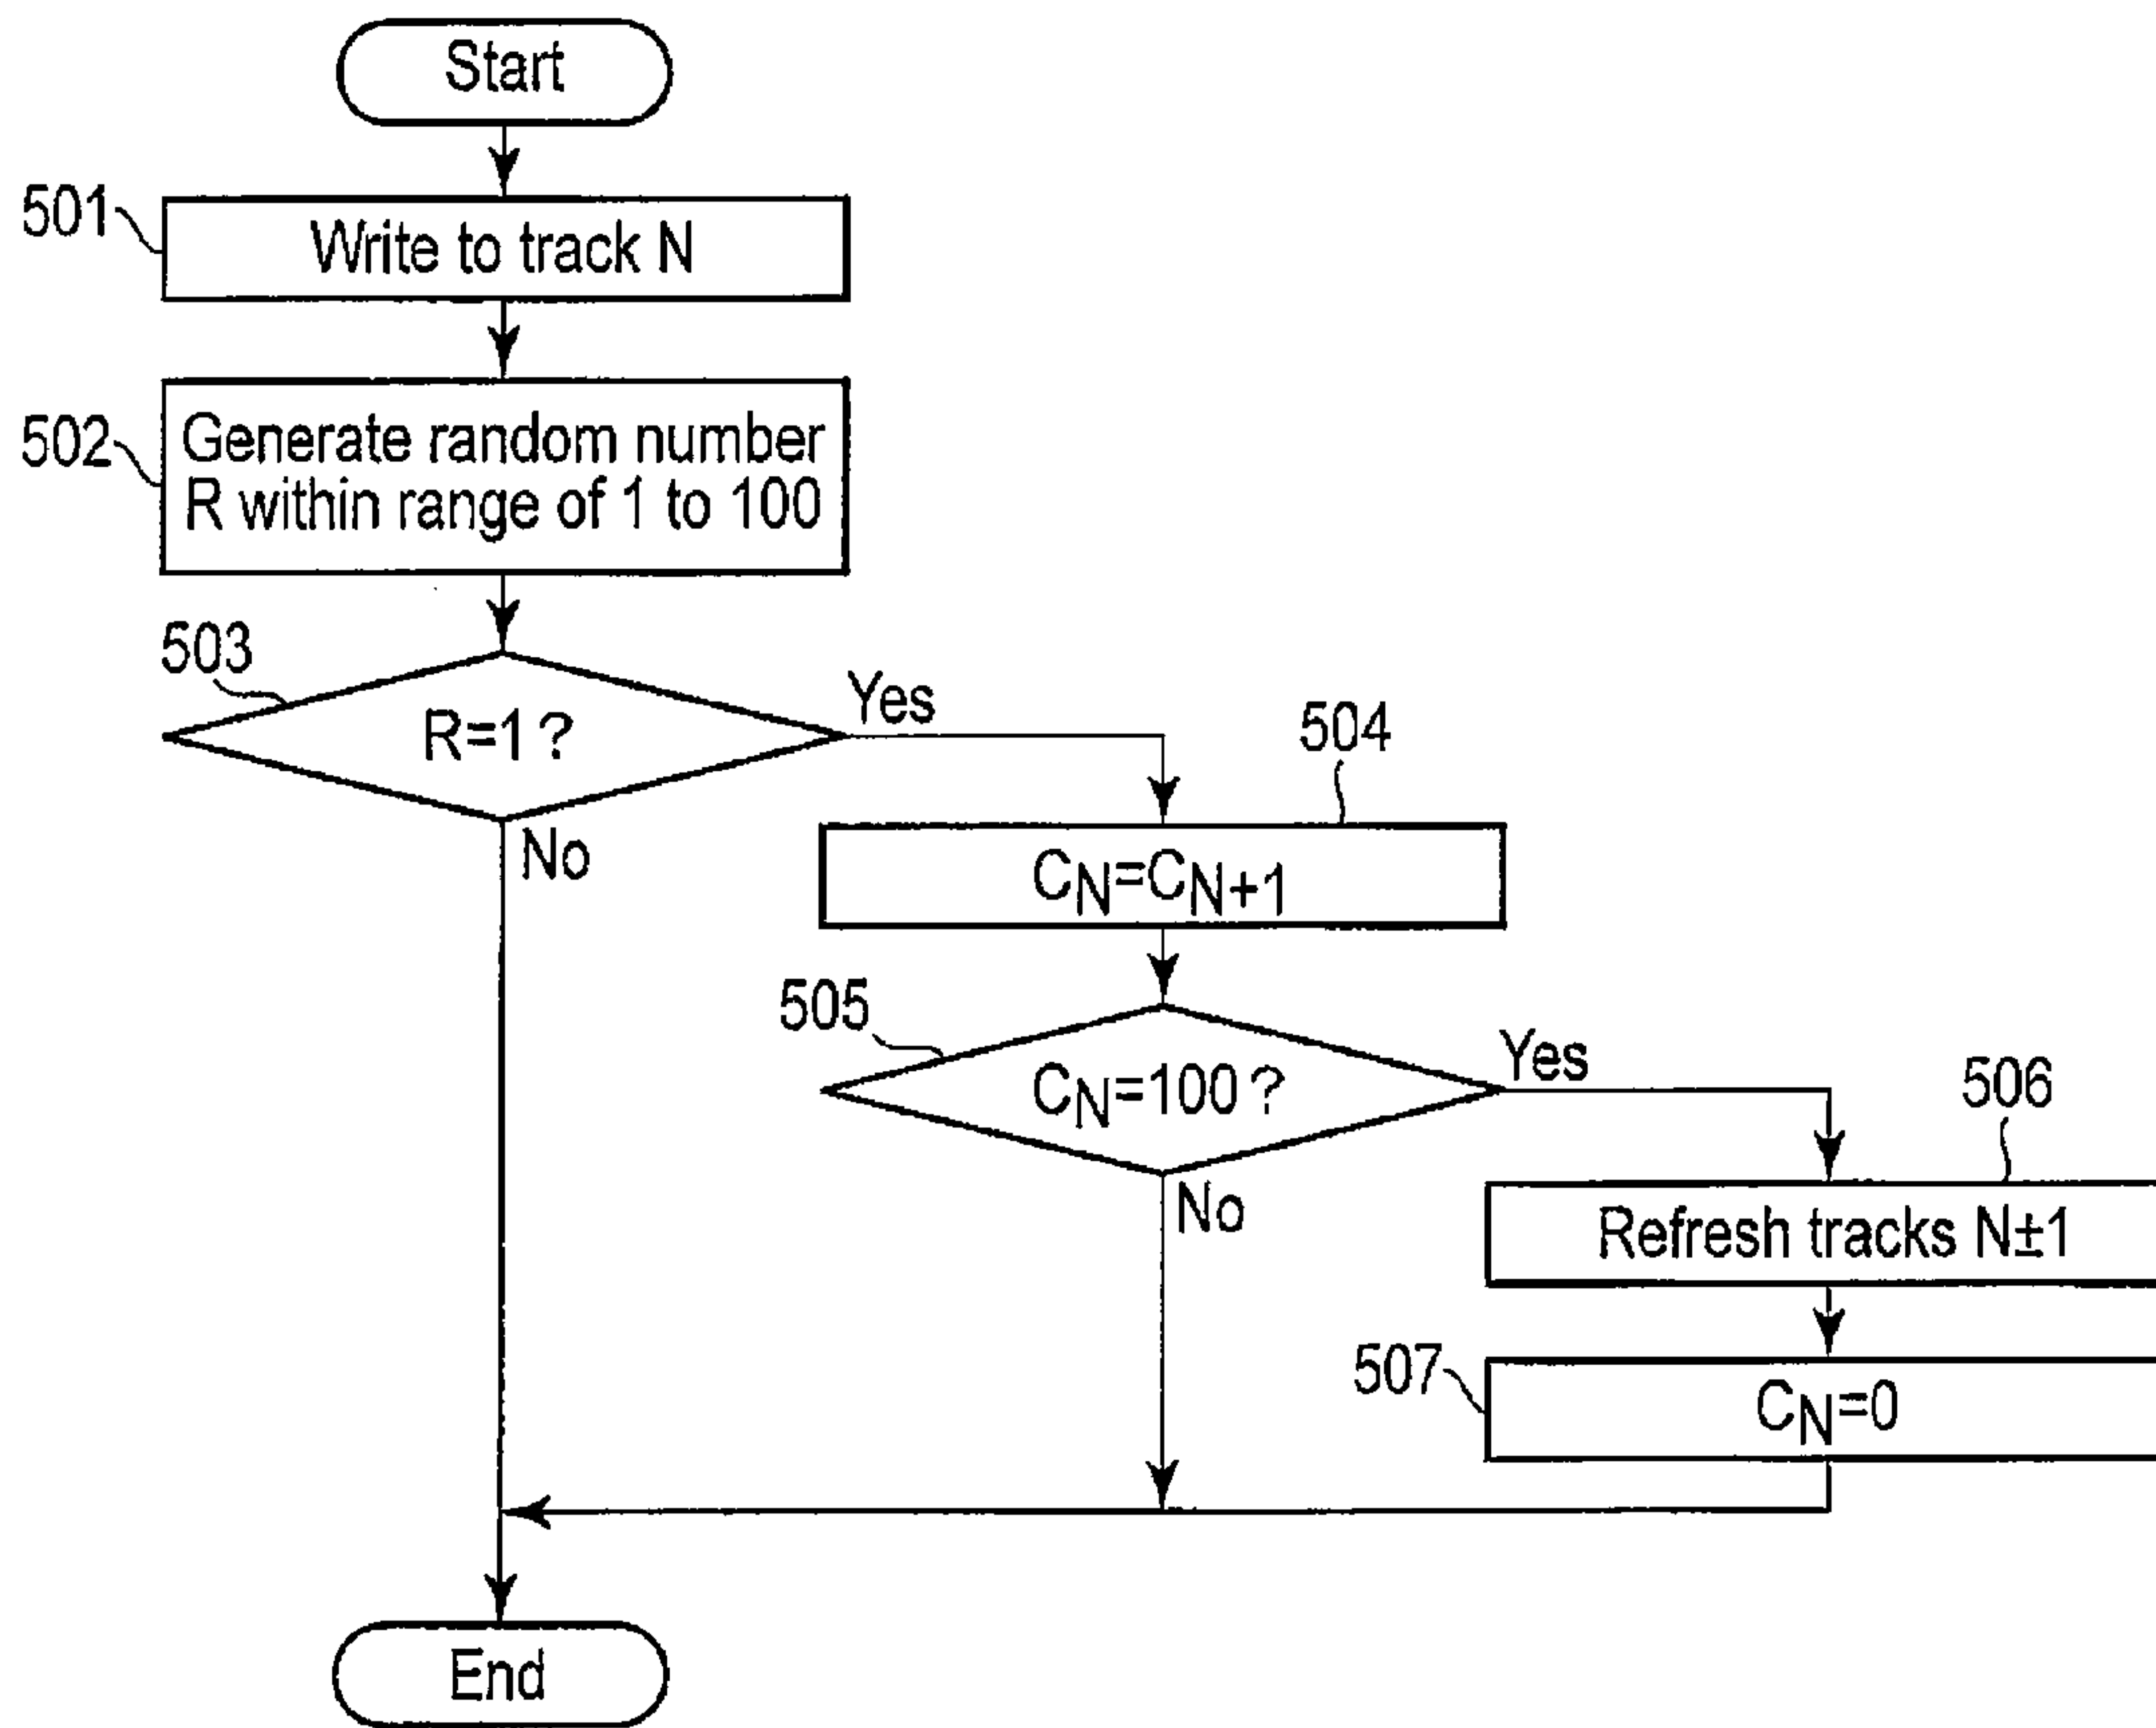 Start
501
Write to track N
502
Generate random number
R within range of 1 to 100
503
R=1 ?
Yes
No
504
CN=CN+1
505
CN=100 ?
Yes
No
506
Refresh tracks N±1
507
CN=0
End